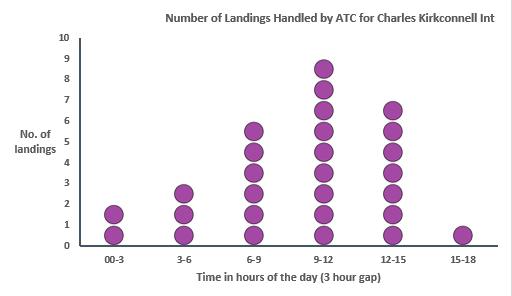 Number of Landings Handled by ATC for Charles Kirkconnell Int
10
9
8
7
6
5
4
3
2
1
0
No. of
landings
00-3 3-6 6-9 9-12 12-15 15-18
Time in hours of the day (3 hour gap)